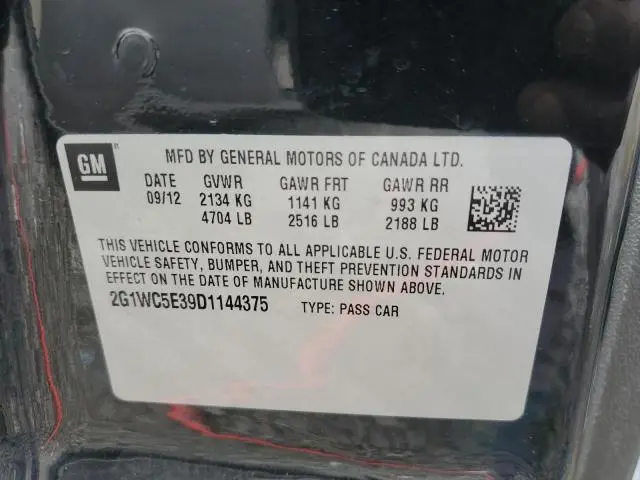 GM
MFD BY GENERAL MOTORS OF CANADA LTD.
DATE GVWR GAWR FRT GAWR RR
09/12 2134 KG 1141 KG 993 KG
4704 LB 2516 LB 2188 LB
THIS VEHICLE CONFORMS TO ALL APPLICABLE U.S. FEDERAL MOTOR
VEHICLE SAFETY, BUMPER, AND THEFT PREVENTION STANDARDS IN
EFFECT ON THE DATE OF MANUFACTURE SHOWN ABOVE.
2G1WC5E39D1144375 TYPE: PASS CAR